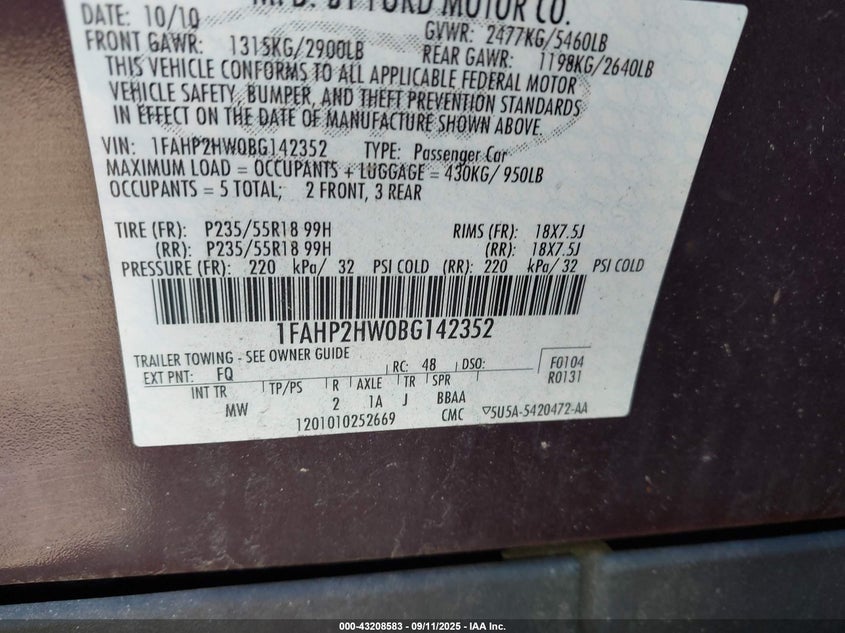 MFD. BY FORD MOTOR CO.
DATE: 10/10 GVWR: 2477KG/5460LB
FRONT GAWR: 1315KG/2900LB REAR GAWR: 1198KG/2640LB
THIS VEHICLE CONFORMS TO ALL APPLICABLE FEDERAL MOTOR
VEHICLE SAFETY, BUMPER, AND THEFT PREVENTION STANDARDS
IN EFFECT ON THE DATE OF MANUFACTURE SHOWN ABOVE.
VIN: 1FAHP2HW0BG142352 TYPE: Passenger Car
MAXIMUM LOAD = OCCUPANTS + LUGGAGE = 430KG/ 950LB
OCCUPANTS = 5 TOTAL; 2 FRONT, 3 REAR
TIRE (FR): P235/55R18 99H RIMS (FR): 18X7.5J
(RR): P235/55R18 99H (RR): 18X7.5J
PRESSURE (FR): 220 kPa/ 32 PSI COLD (RR): 220 kPa/ 32 PSI COLD
1FAHP2HW0BG142352
TRAILER TOWING - SEE OWNER GUIDE
EXT PNT: FQ RC: 48 DSO: F0104
R0131
INT TR TP/PS R AXLE TR SPR
MW 2 1A J BBAA
1201010252669 CMC ▽5U5A-5420472-AA
000-43208583 - 09/11/2025 - IAA Inc.